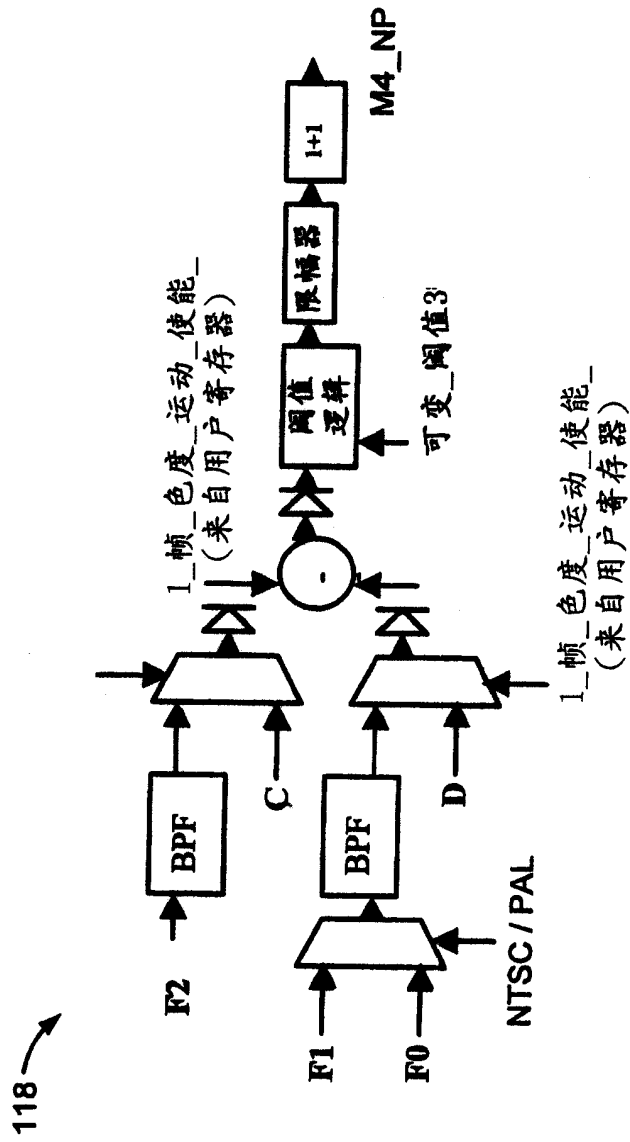 118
F2
BPF
C
1_帧_色度_运动_使能_
(来自用户寄存器)
F1
F0
NTSC / PAL
BPF
D
1_帧_色度_运动_使能_
(来自用户寄存器)
-
阈值
逻辑
可变_阈值3
限幅器
1+1
M4_NP